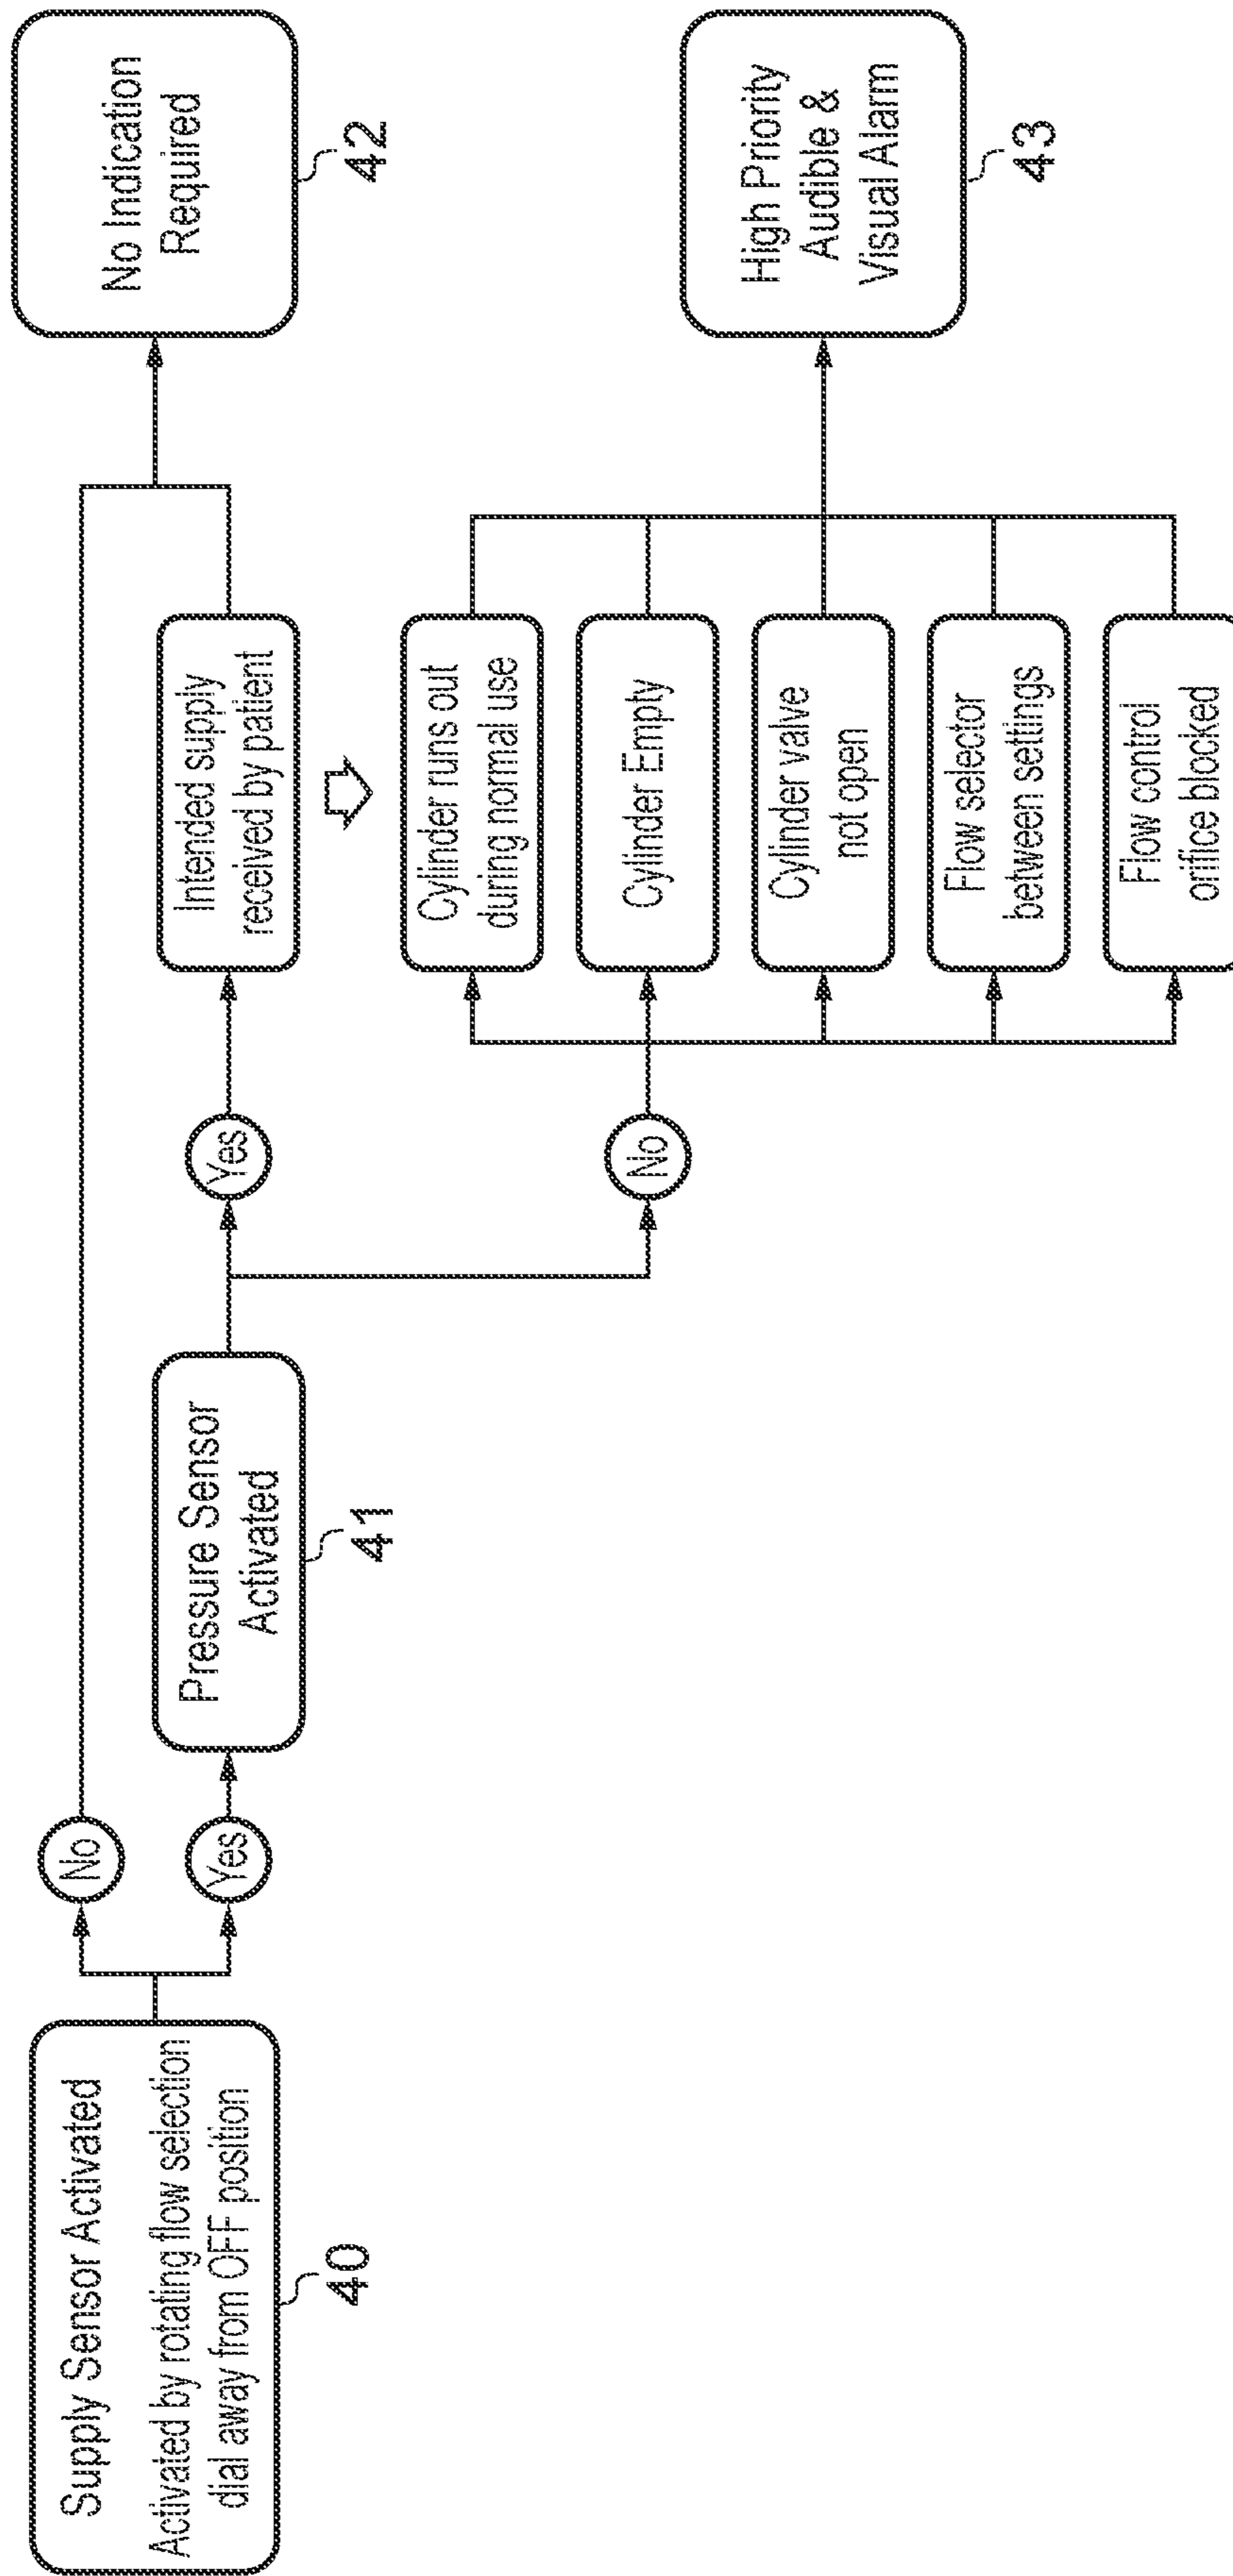 Supply Sensor Activated
Activated by rotating flow selection
dial away from OFF position
40
No
Yes
Pressure Sensor
Activated
41
Yes
No
Intended supply
received by patient
Cylinder runs out
during normal use
Cylinder Empty
Cylinder valve
not open
Flow selector
between settings
Flow control
orifice blocked
No Indication
Required
42
High Priority
Audible &
Visual Alarm
43